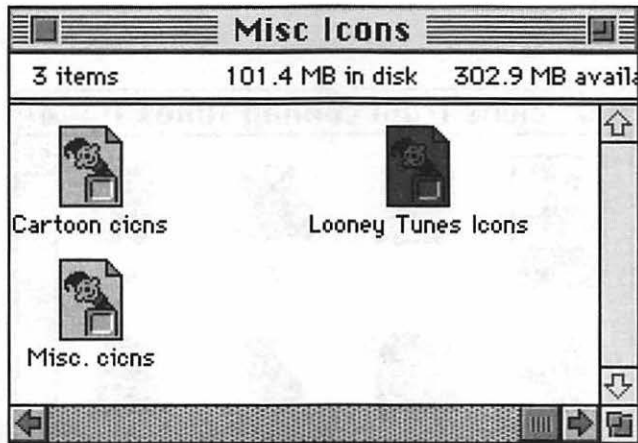 Misc Icons
3 items 101.4 MB in disk 302.9 MB availa
Cartoon cicns Looney Tunes Icons
Misc. cicns